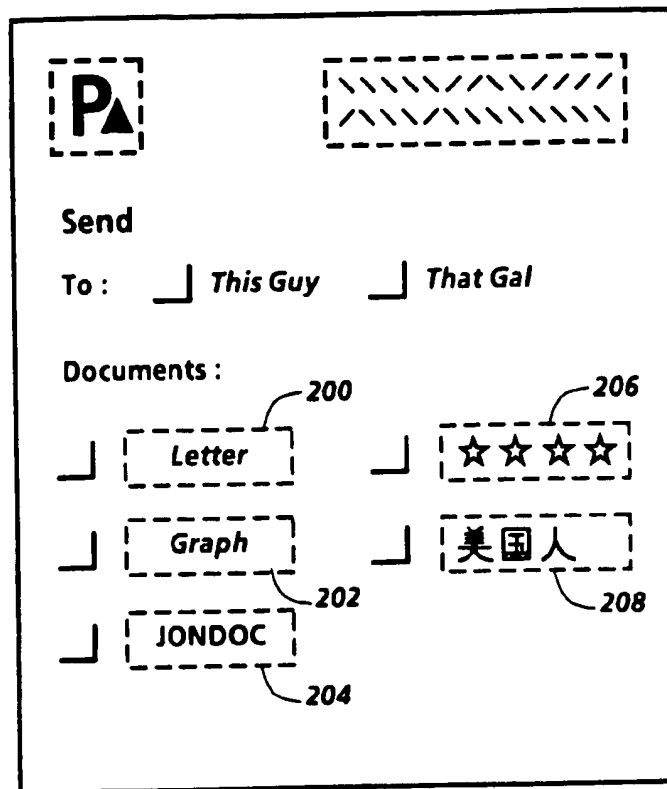 P
Send
To : This Guy That Gal
Documents :
200 206
Letter ☆☆☆☆
Graph 美国人
202 208
JONDOC
204